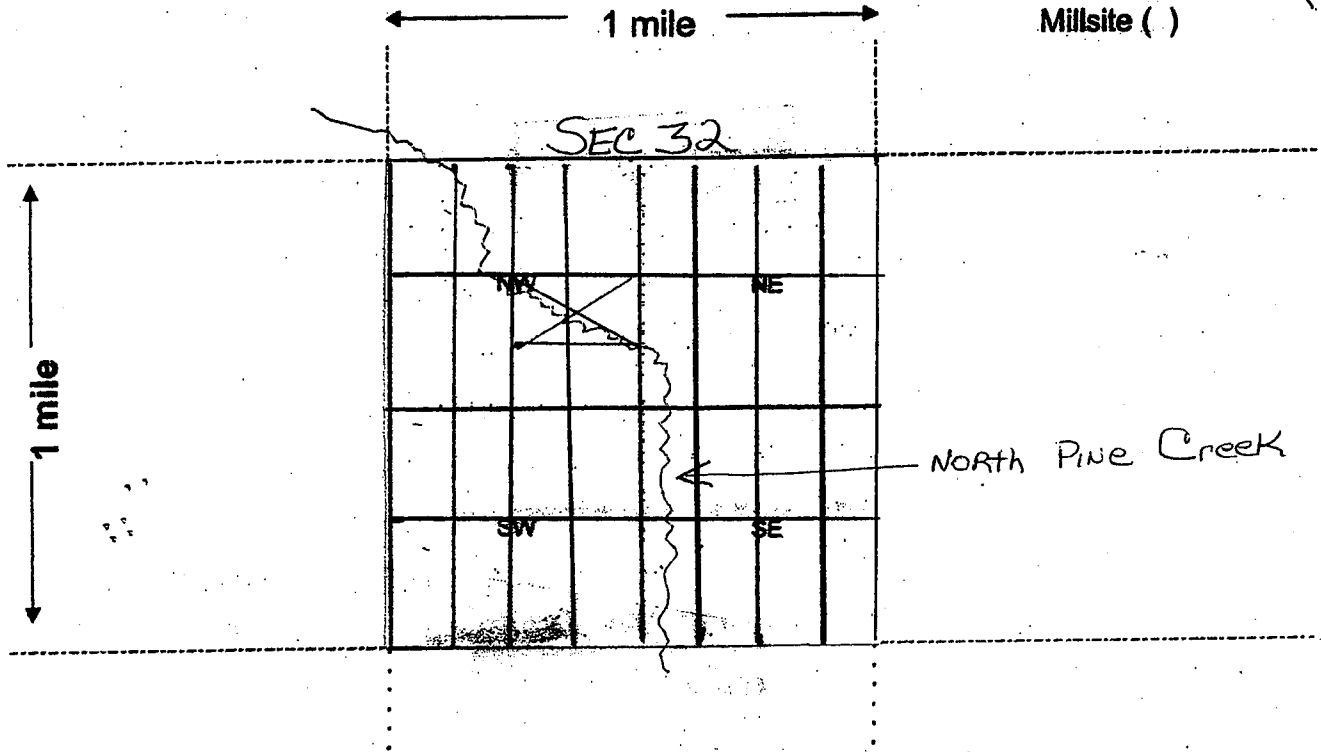 1 mile
Millsite ( )
SEC 32
NW
NE
1 mile
NORTH PINE CREEK
SW
SE